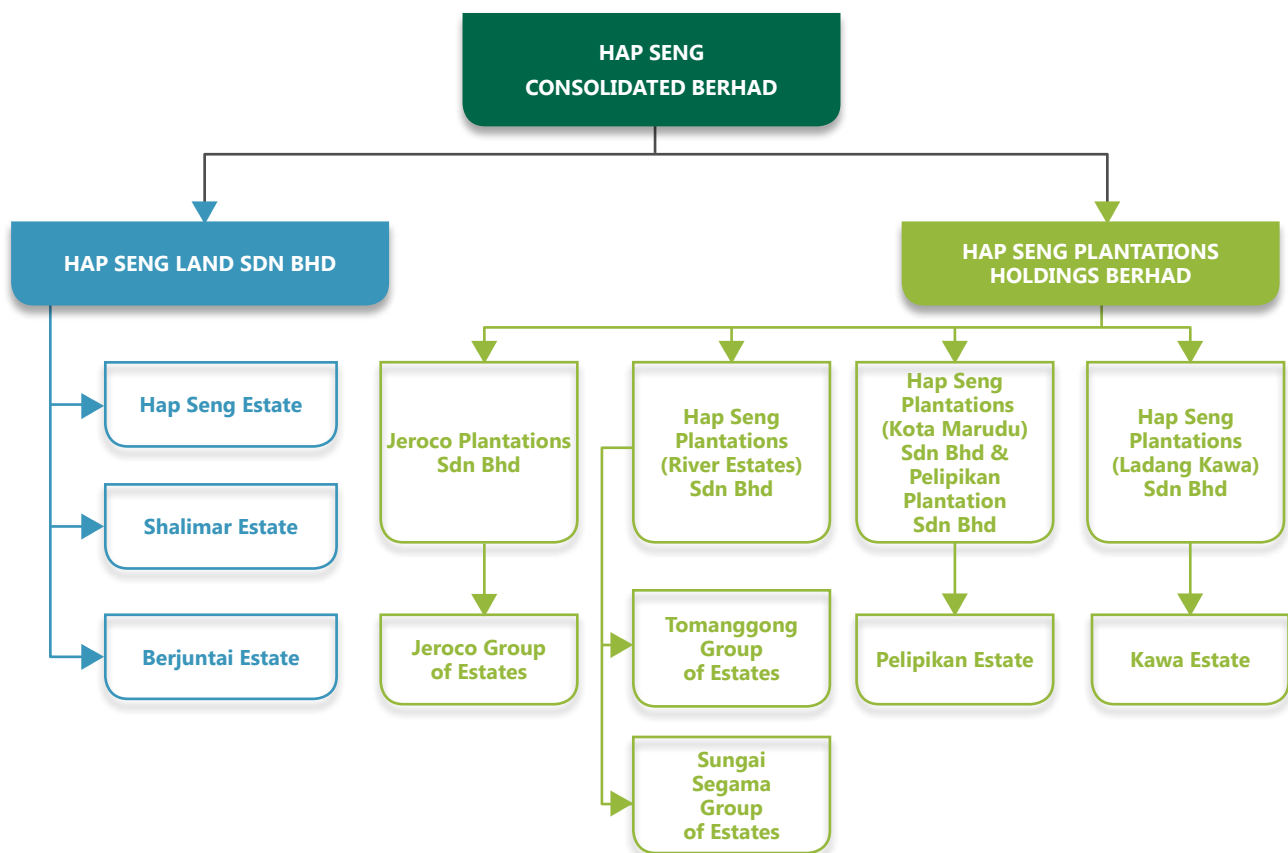 HAP SENG
CONSOLIDATED BERHAD
HAP SENG LAND SDN BHD
HAP SENG PLANTATIONS
HOLDINGS BERHAD
Hap Seng Estate
Shalimar Estate
Berjuntai Estate
Jeroco Plantations
Sdn Bhd
Hap Seng
Plantations
(River Estates)
Sdn Bhd
Hap Seng
Plantations
(Kota Marudu)
Sdn Bhd &
Pelipikan
Plantation
Sdn Bhd
Hap Seng
Plantations
(Ladang Kawa)
Sdn Bhd
Jeroco Group
of Estates
Tomanggong
Group
of Estates
Pelipikan Estate
Kawa Estate
Sungai
Segama
Group
of Estates